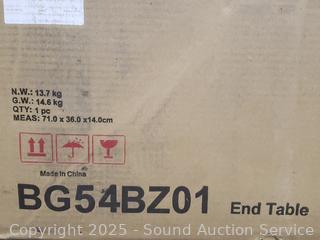 N.W.: 13.7 kg
G.W.: 14.6 kg
QTY: 1 pc
MEAS: 71.0 x 36.0 x14.0cm
Made in China
BG54BZ01 End Table
Copyright 2025 - Sound Auction Service